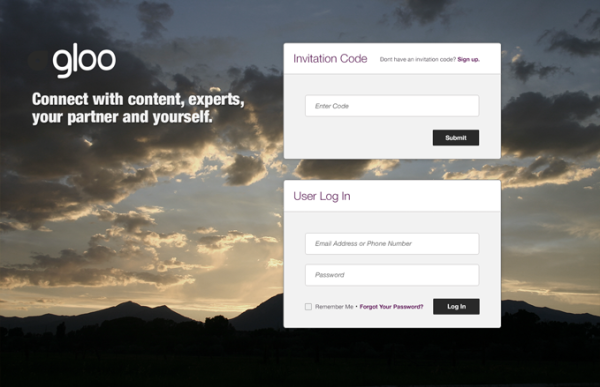 gloo
Connect with content, experts,
your partner and yourself.
Invitation Code
Dont have an invitation code? Sign up.
Enter Code
Submit
User Log In
Email Address or Phone Number
Password
Remember Me • Forgot Your Password?
Log In